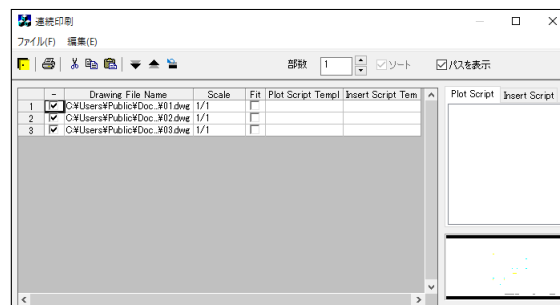 連続印刷
ファイル(F) 編集(E)
部数 1 ソート パスを表示
- Drawing File Name Scale Fit Plot Script Templ Insert Script Tem
1 C:¥Users¥Public¥Doc...¥01.dwg 1/1
2 C:¥Users¥Public¥Doc...¥02.dwg 1/1
3 C:¥Users¥Public¥Doc...¥03.dwg 1/1
Plot Script Insert Script